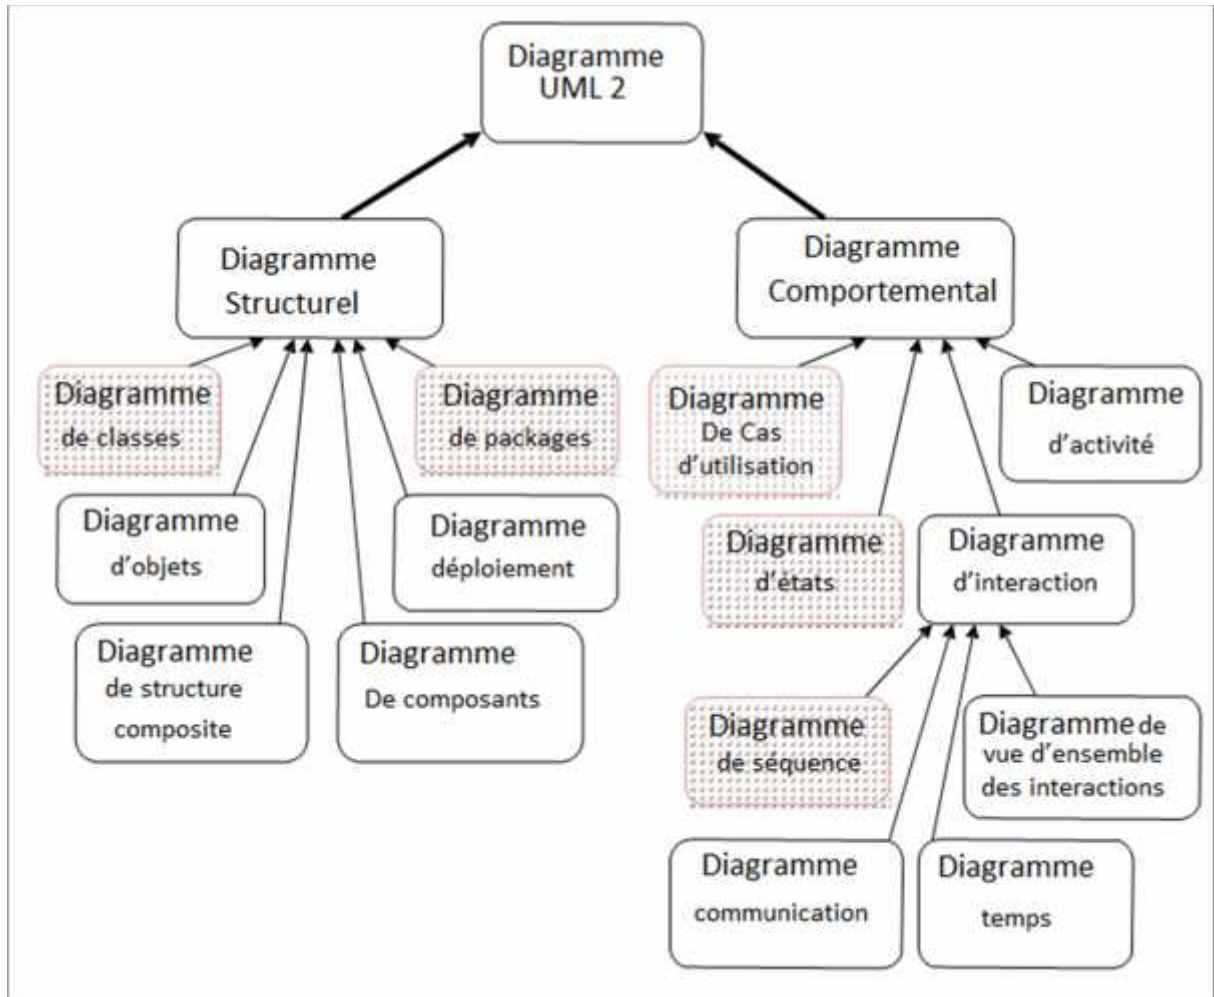 Diagramme
UML 2
Diagramme
Structurel
Diagramme
Comportemental
Diagramme
de classes
Diagramme
de packages
Diagramme
De Cas
d'utilisation
Diagramme
d'activité
Diagramme
d'objets
Diagramme
déploiement
Diagramme
d'états
Diagramme
d'interaction
Diagramme
de structure
composite
Diagramme
De composants
Diagramme
de séquence
Diagramme de
vue d'ensemble
des interactions
Diagramme
communication
Diagramme
temps